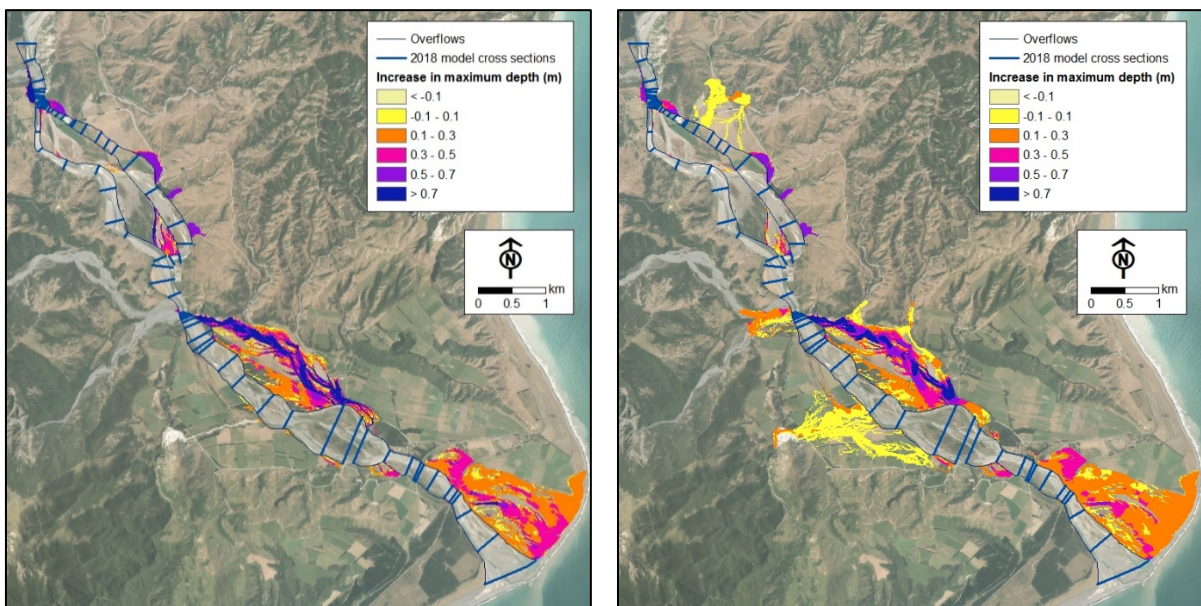 Overflows
2018 model cross sections
Increase in maximum depth (m)
< -0.1
-0.1 - 0.1
0.1 - 0.3
0.3 - 0.5
0.5 - 0.7
> 0.7
N
0 0.5 1
km
Overflows
2018 model cross sections
Increase in maximum depth (m)
< -0.1
-0.1 - 0.1
0.1 - 0.3
0.3 - 0.5
0.5 - 0.7
> 0.7
N
0 0.5 1
km